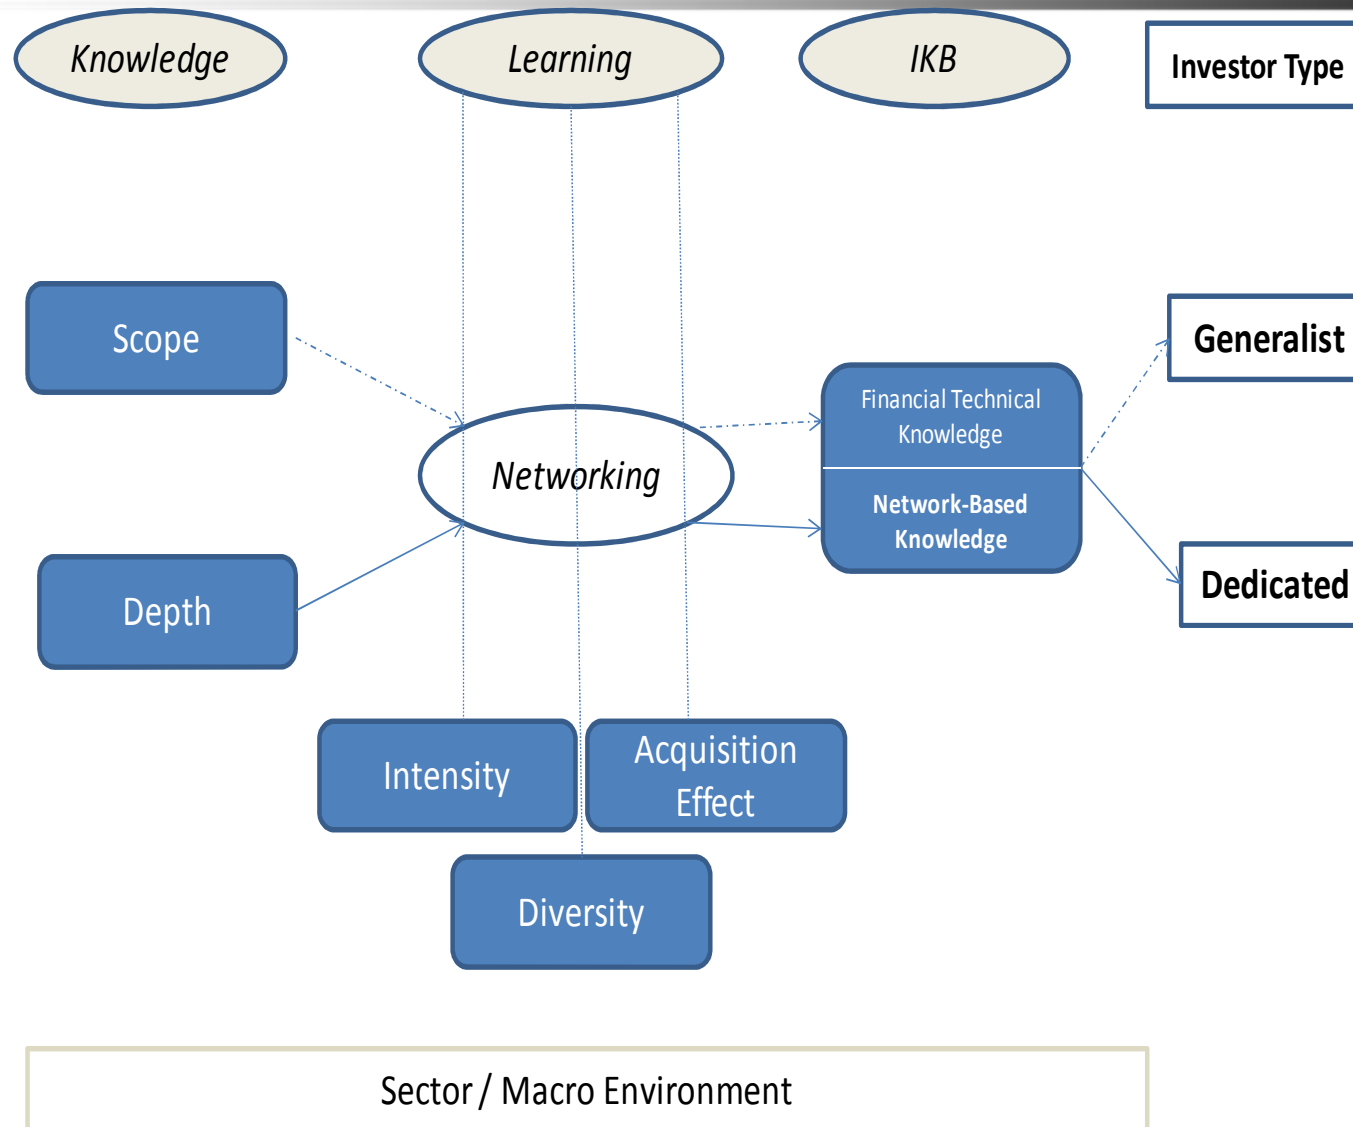 Knowledge
Learning
IKB
Investor Type
Scope
Generalist
Financial Technical
Knowledge
Networking
Network-Based
Knowledge
Dedicated
Depth
Intensity
Acquisition
Effect
Diversity
Sector / Macro Environment